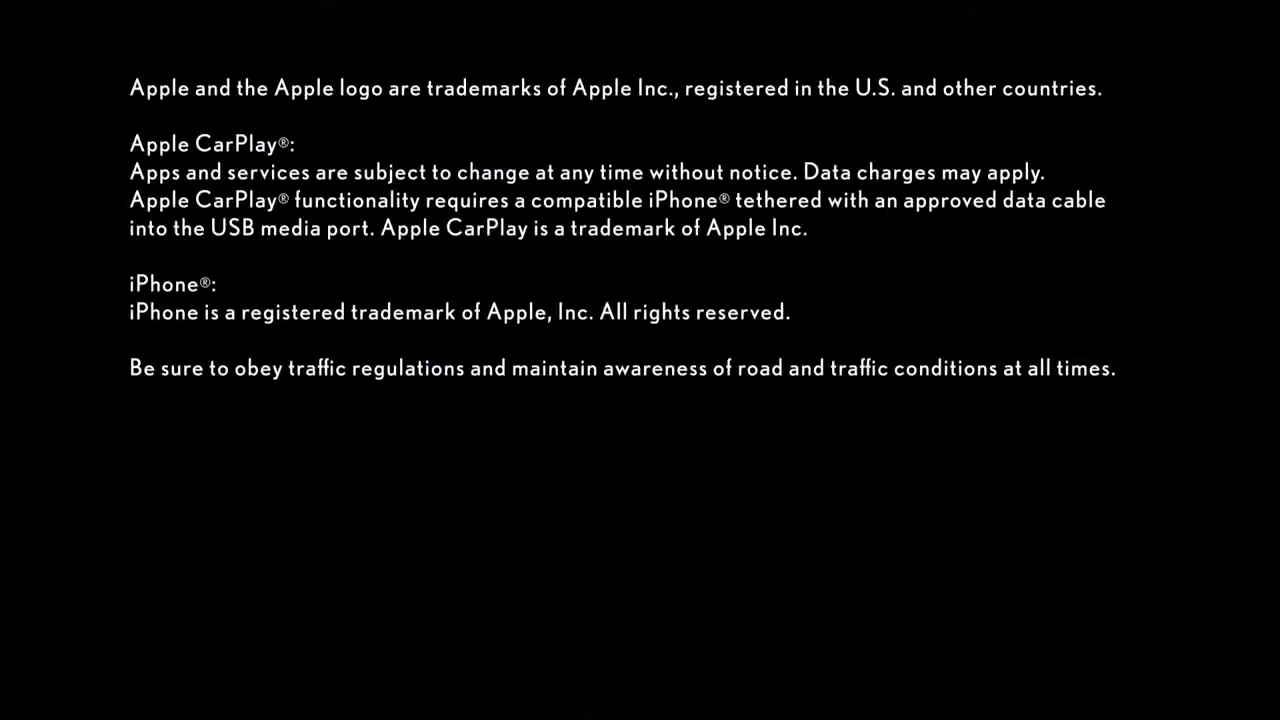 Apple and the Apple logo are trademarks of Apple Inc., registered in the U.S. and other countries.
Apple CarPlay®:
Apps and services are subject to change at any time without notice. Data charges may apply.
Apple CarPlay® functionality requires a compatible iPhone® tethered with an approved data cable
into the USB media port. Apple CarPlay is a trademark of Apple Inc.
iPhone®:
iPhone is a registered trademark of Apple, Inc. All rights reserved.
Be sure to obey traffic regulations and maintain awareness of road and traffic conditions at all times.